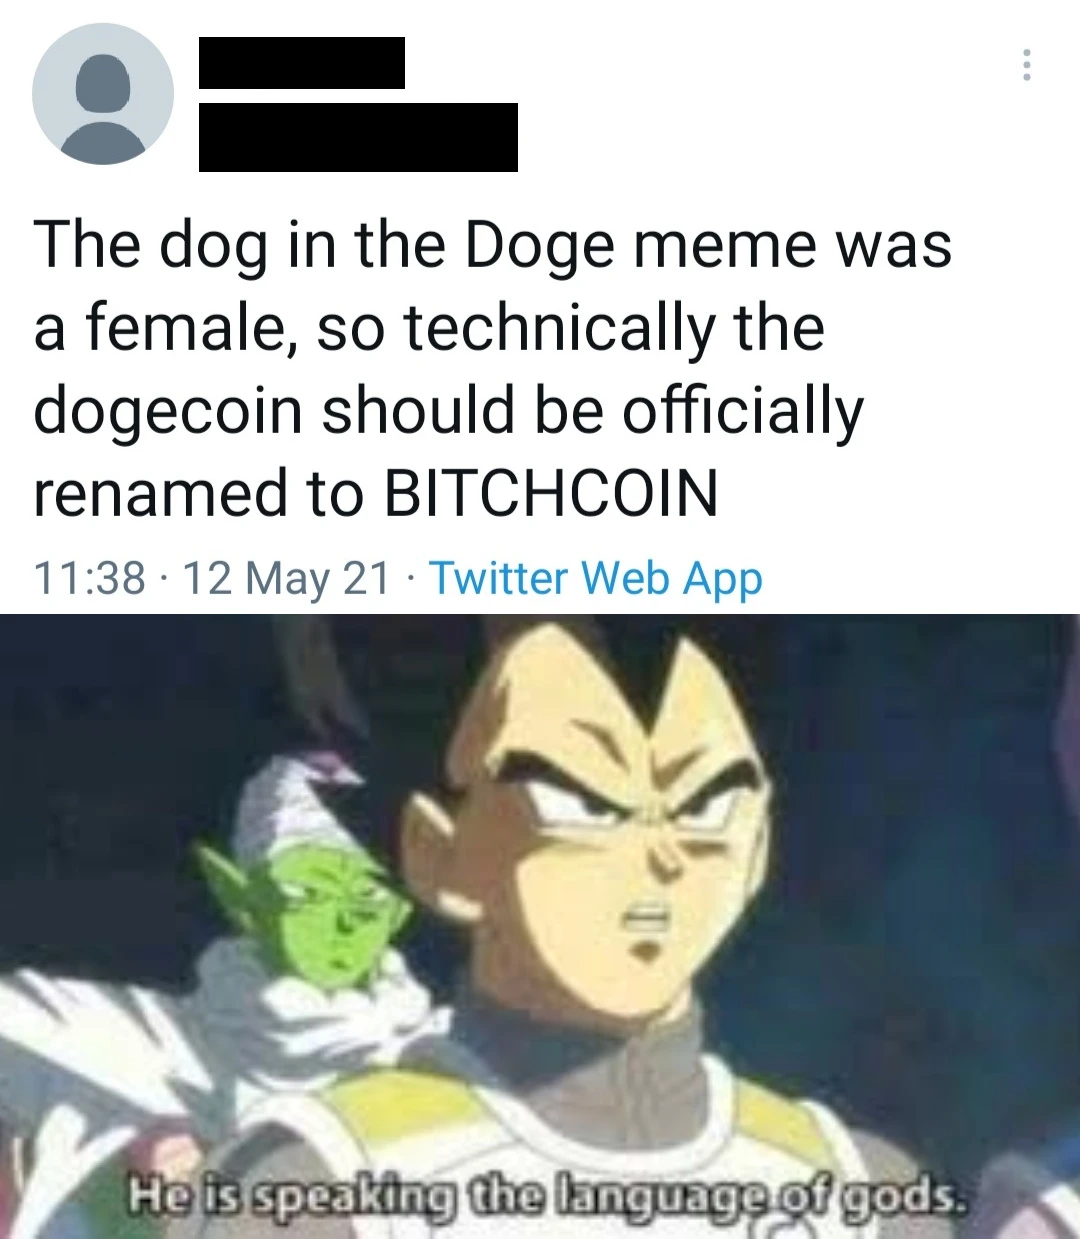 The dog in the Doge meme was
a female, so technically the
dogecoin should be officially
renamed to BITCHCOIN
11:38 · 12 May 21 · Twitter Web App
He is speaking the language of gods.